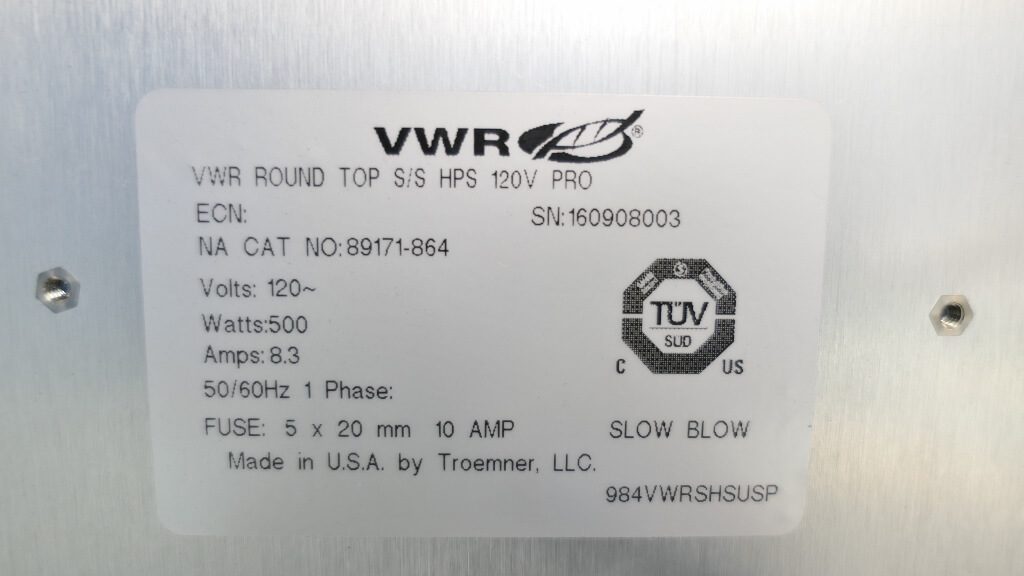 VWR®
VWR ROUND TOP S/S HPS 120V PRO
ECN: SN:160908003
NA CAT NO:89171-864
Volts: 120~
Watts:500
Amps:8.3
50/60Hz 1 Phase:
TÜV
SUD
C US
FUSE: 5 x 20 mm 10 AMP SLOW BLOW
Made in U.S.A. by Troemner, LLC.
984VWRSHSUSP